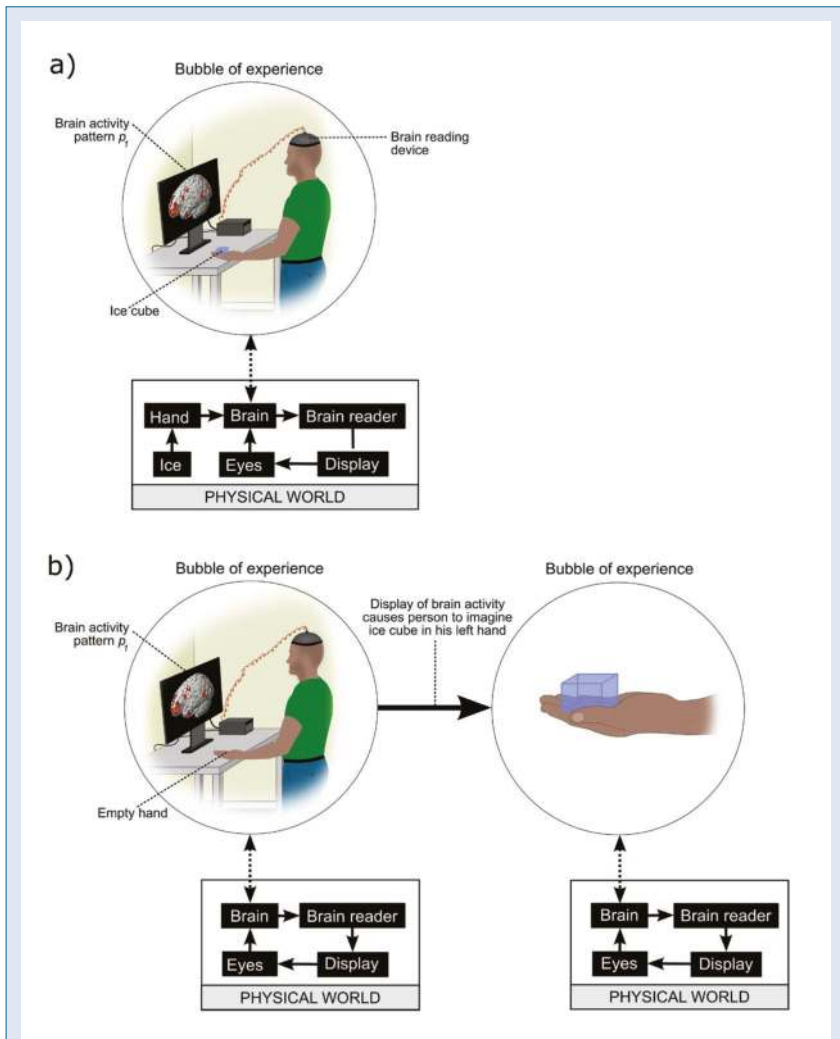 a)
Bubble of experience
Brain activity
pattern p₁
Brain reading
device
Ice cube
Hand
Brain
Brain reader
Ice
Eyes
Display
PHYSICAL WORLD
b)
Bubble of experience
Bubble of experience
Brain activity
pattern p₁
Display of brain activity
causes person to imagine
ice cube in his left hand
Empty hand
Brain
Brain reader
Eyes
Display
PHYSICAL WORLD
Brain
Brain reader
Eyes
Display
PHYSICAL WORLD